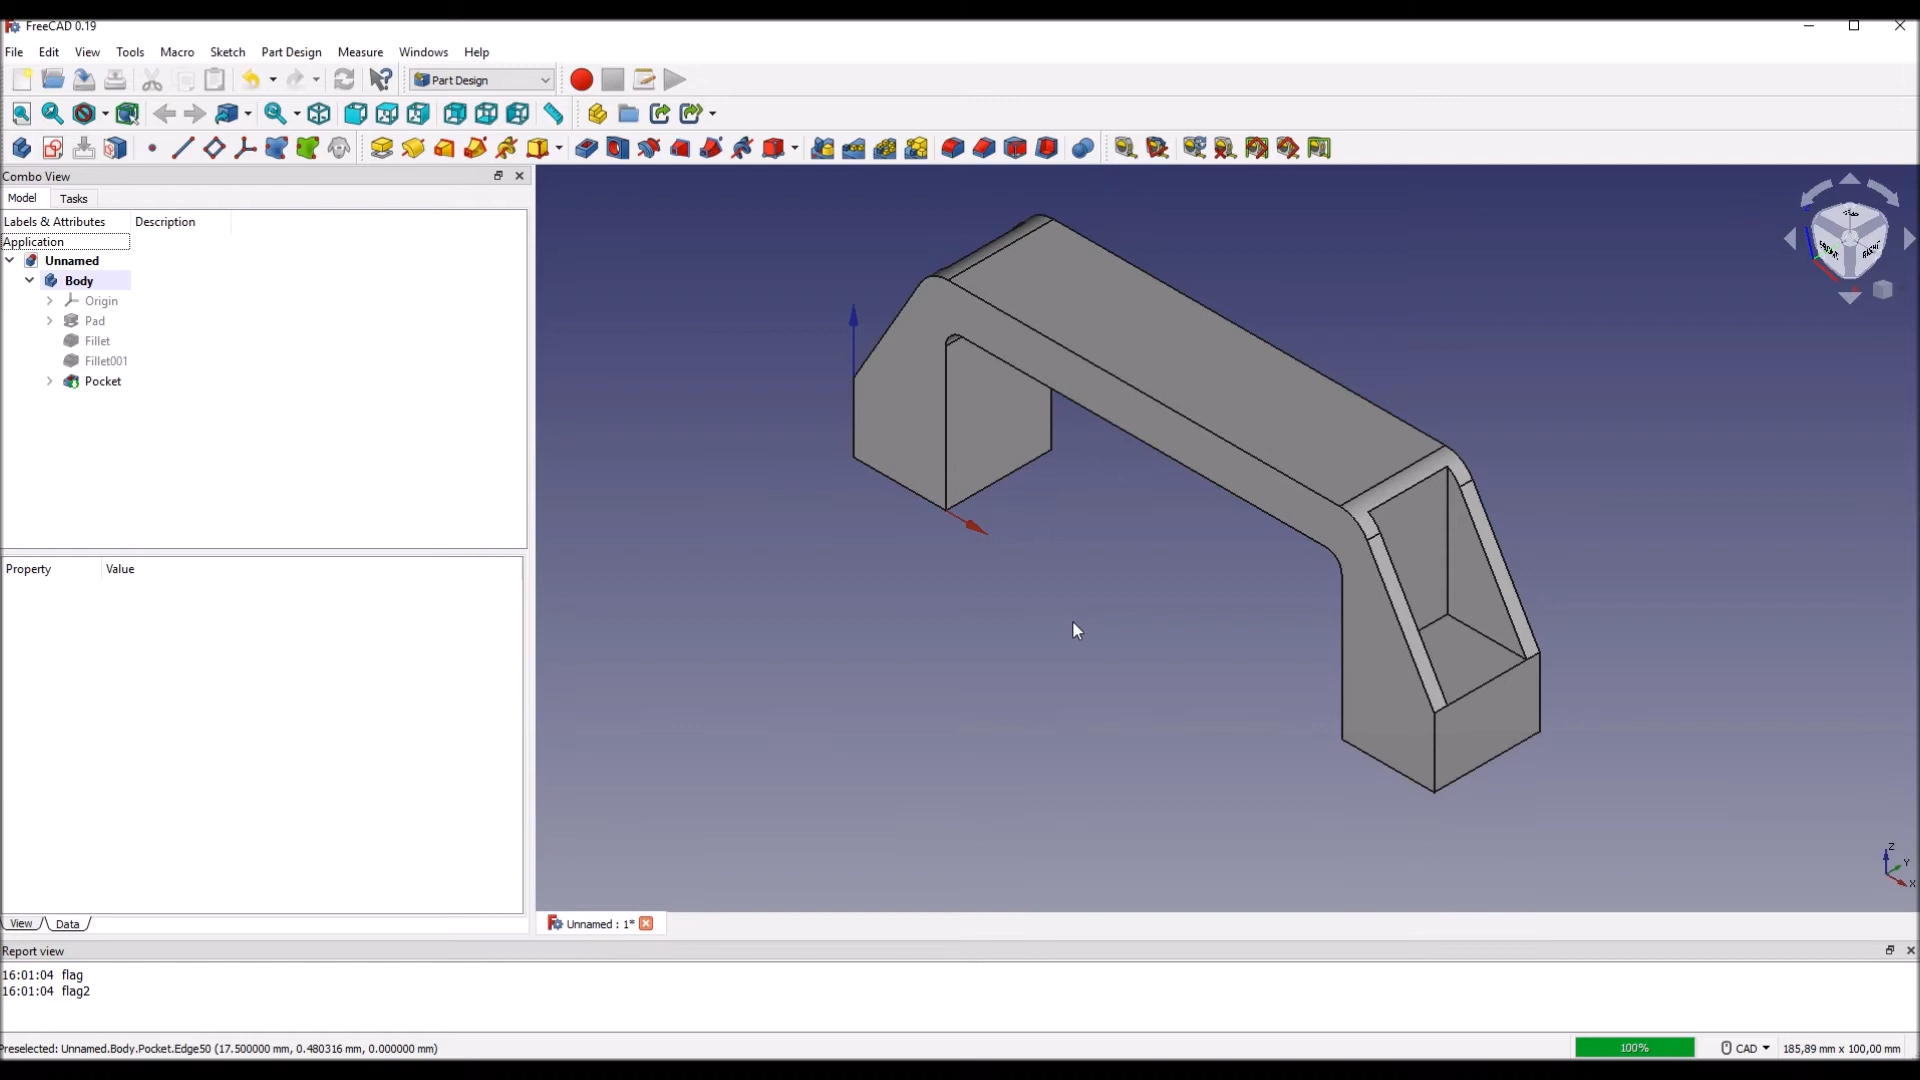 FreeCAD 0.19
File Edit View Tools Macro Sketch Part Design Measure Windows Help
Part Design
Combo View
Model Tasks
Labels & Attributes Description
Application
Unnamed
Body
Origin
Pad
Fillet
Fillet001
Pocket
Property Value
View Data
Unnamed : 1*
Report view
16:01:04 flag
16:01:04 flag2
Preselected: Unnamed.Body.Pocket.Edge50 (17.500000 mm, 0.480316 mm, 0.000000 mm)
100% CAD 185,89 mm x 100,00 mm
Z
Y
X